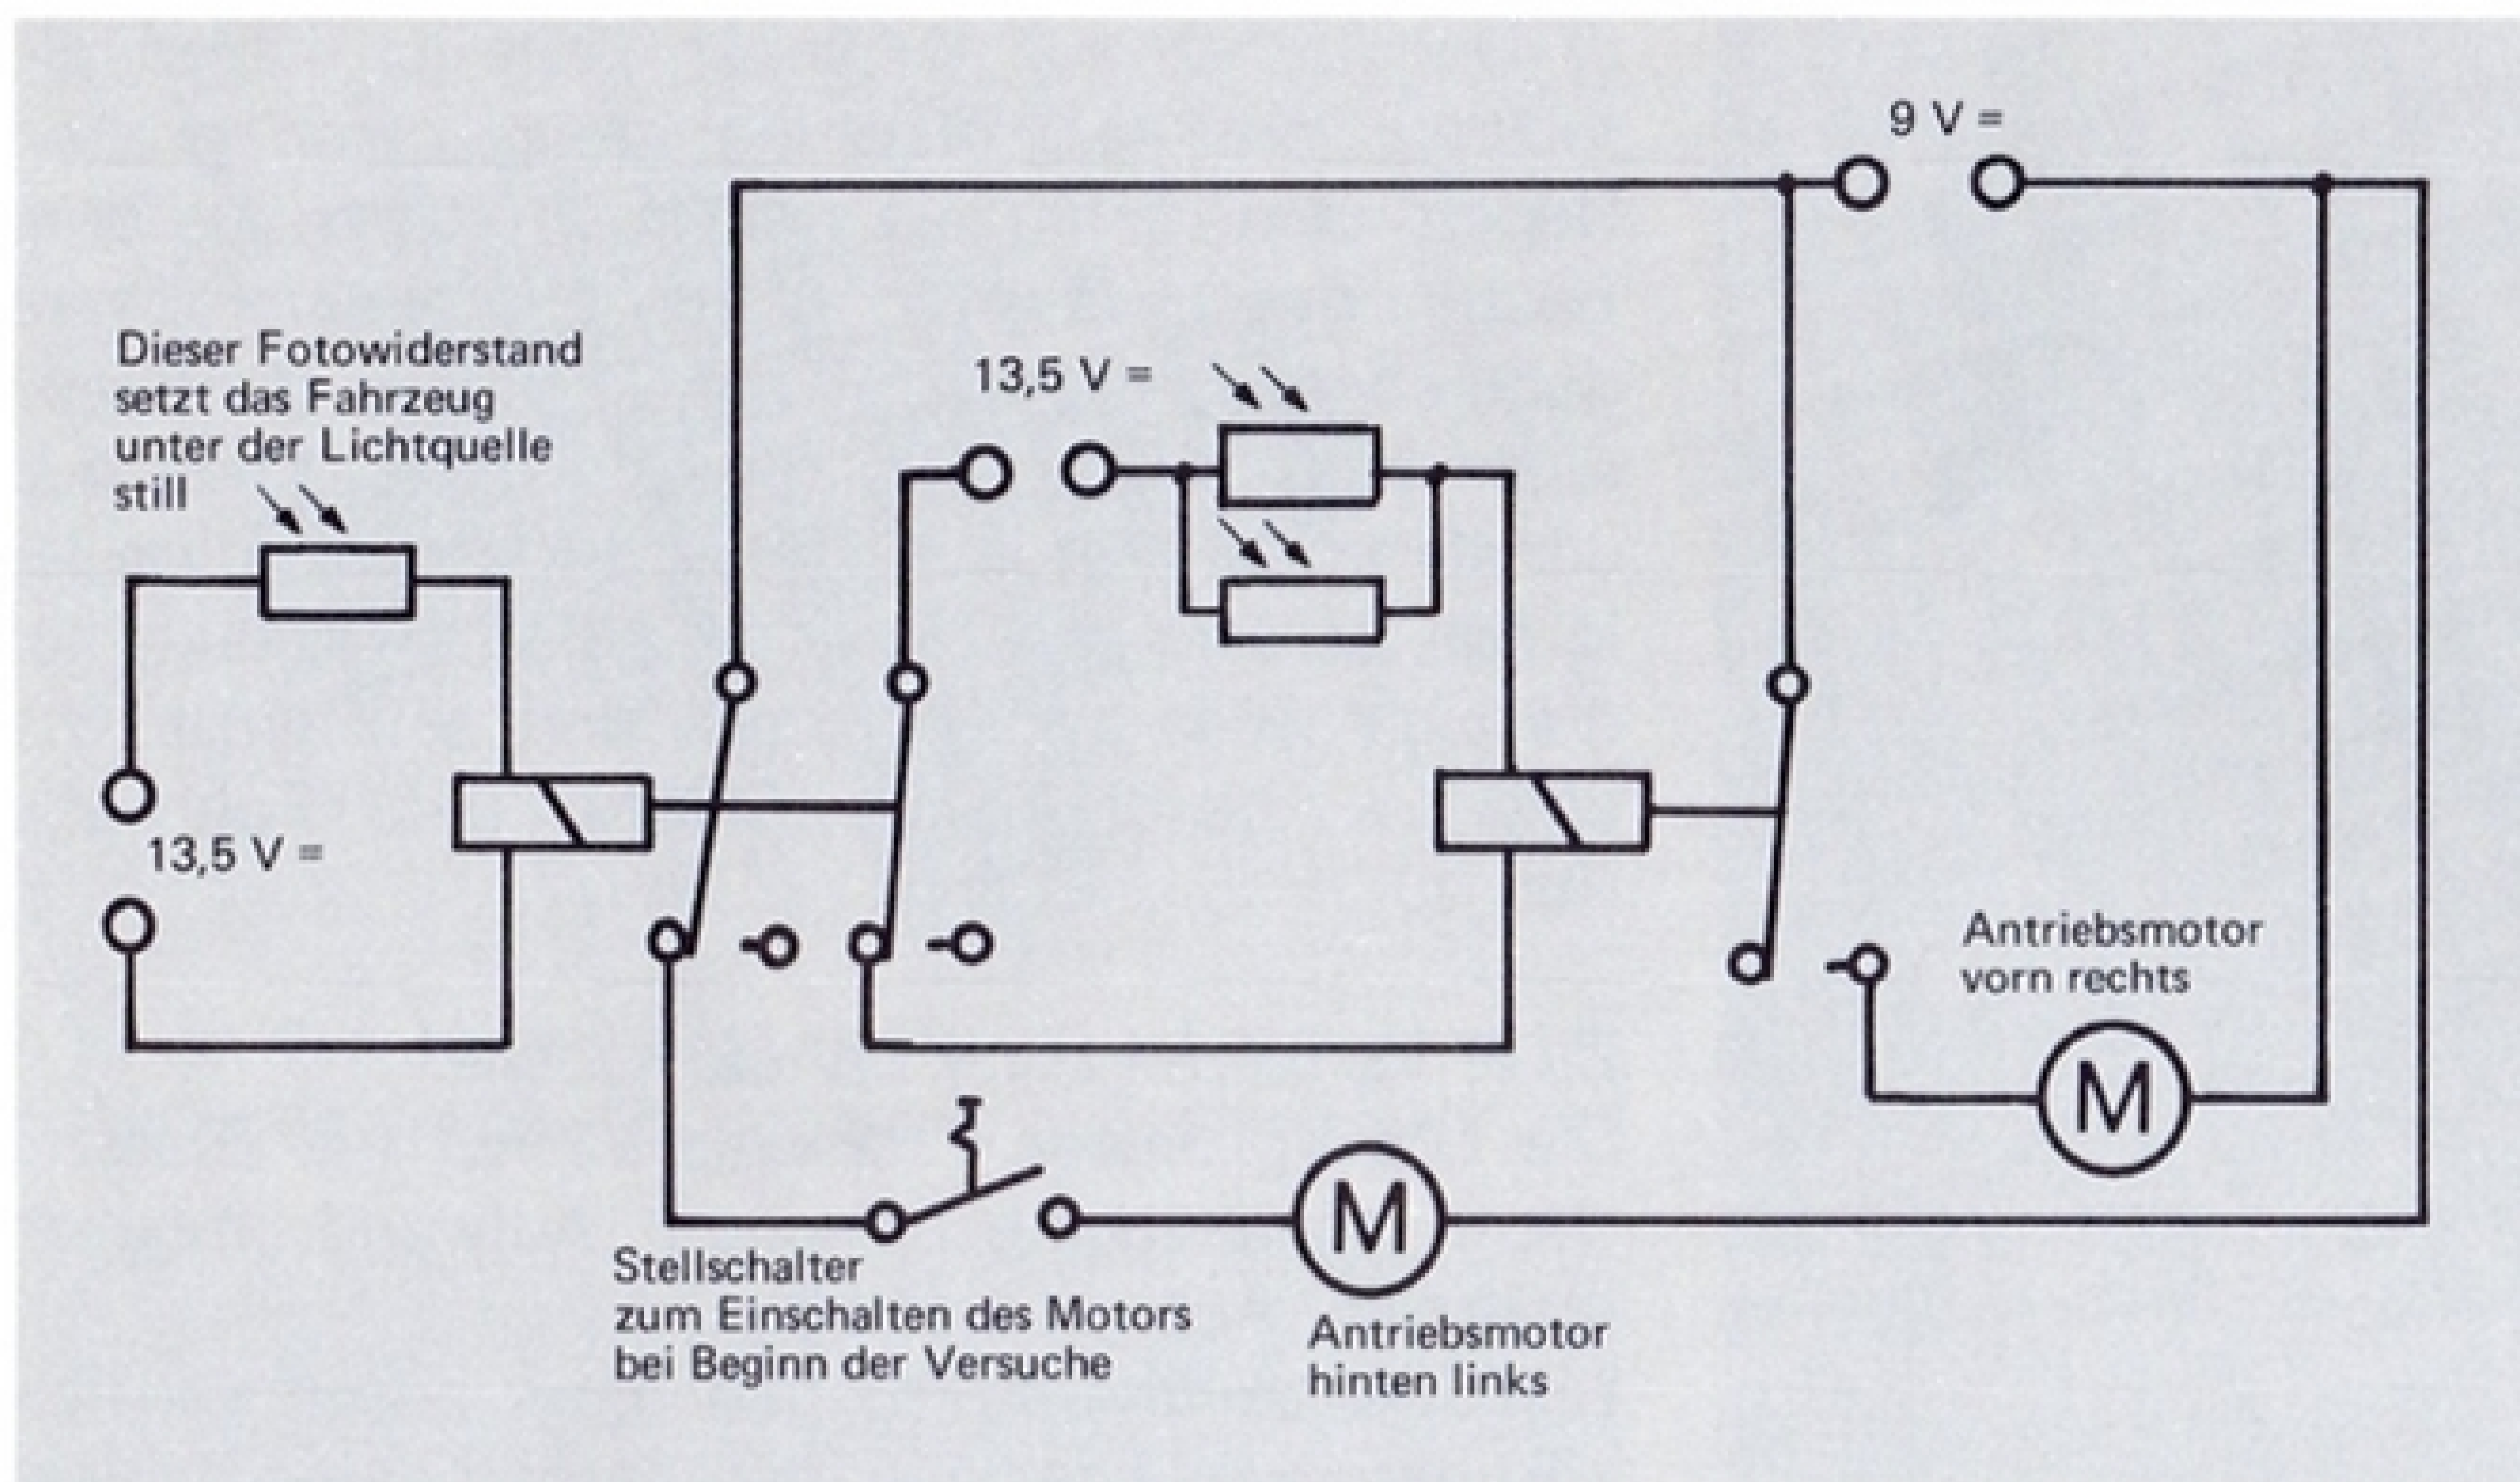 9 V =
Dieser Fotowiderstand
setzt das Fahrzeug
unter der Lichtquelle
still
13,5 V =
13,5 V =
Antriebsmotor
vorn rechts
M
M
Stellschalter
zum Einschalten des Motors
bei Beginn der Versuche
Antriebsmotor
hinten links